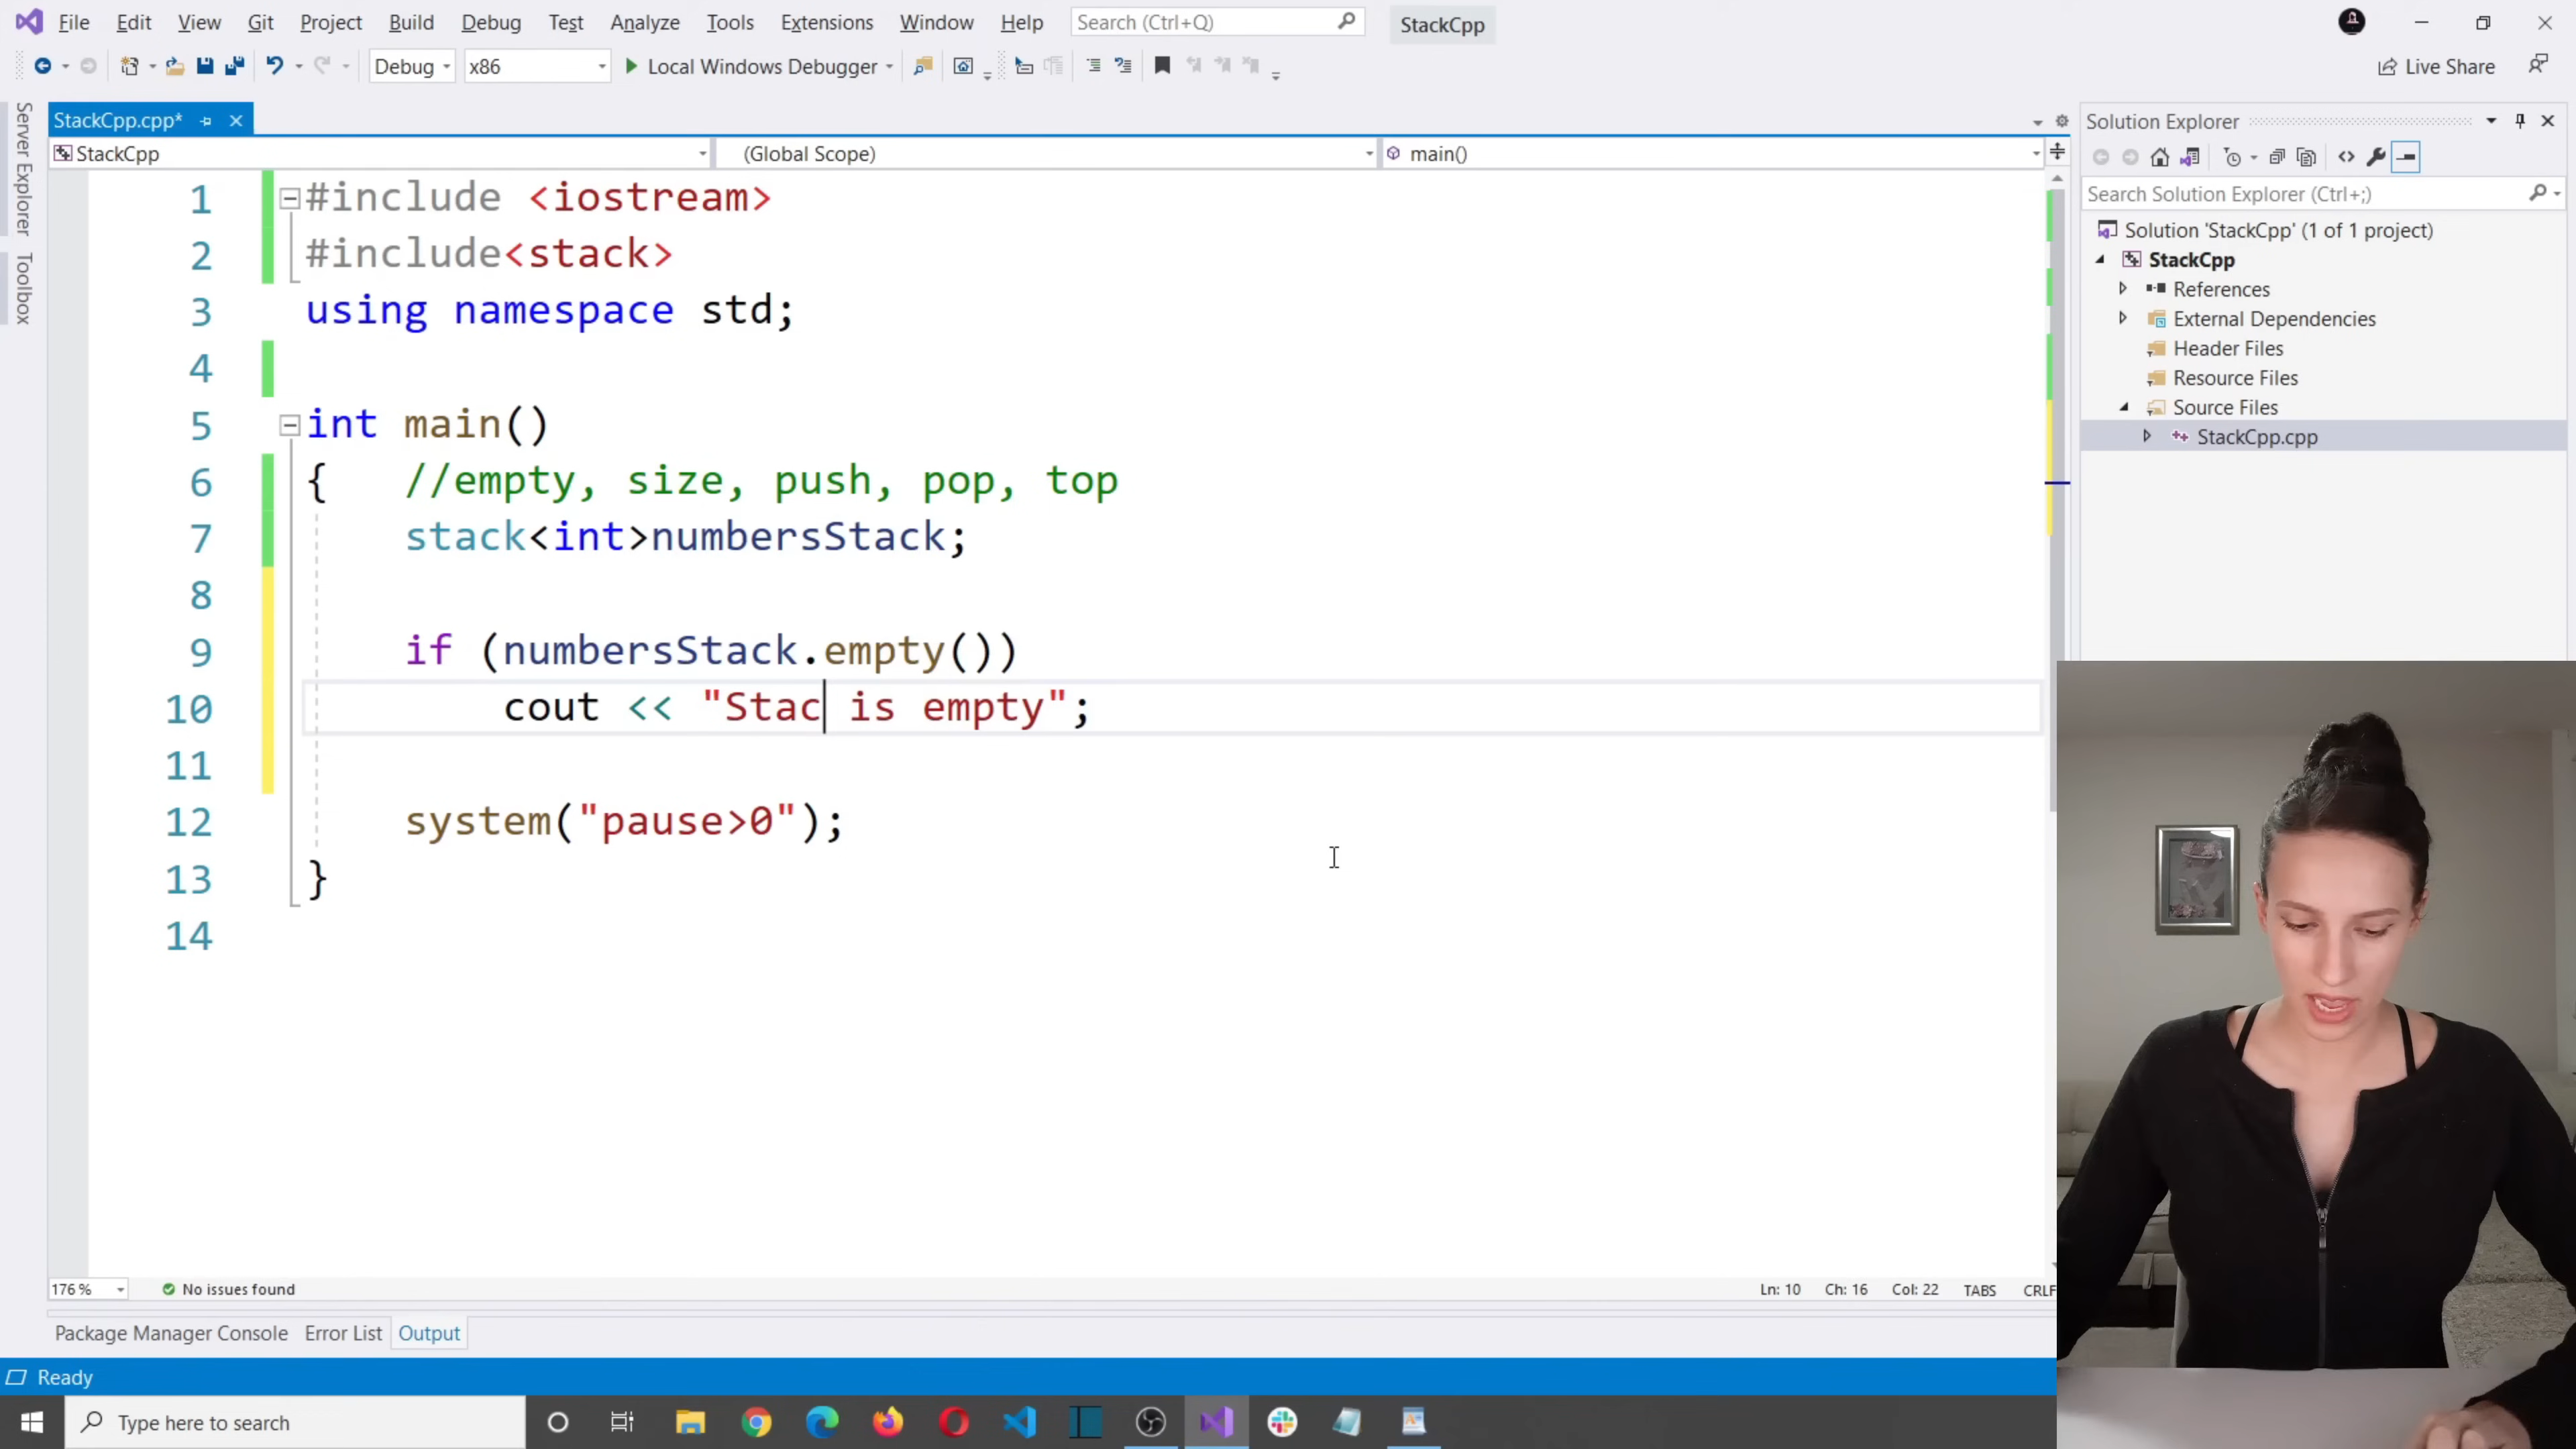 File Edit View Git Project Build Debug Test Analyze Tools Extensions Window Help Search (Ctrl+Q) StackCpp
Debug x86 Local Windows Debugger Live Share
Server Explorer
Toolbox
StackCpp.cpp*
StackCpp (Global Scope) main()
1 #include <iostream>
2 #include<stack>
3 using namespace std;
4
5 int main()
6 { //empty, size, push, pop, top
7 stack<int>numbersStack;
8
9 if (numbersStack.empty())
10 cout << "Stac is empty";
11
12 system("pause>0");
13 }
14
176 % No issues found Ln: 10 Ch: 16 Col: 22 TABS CRLF
Package Manager Console Error List Output
Ready
Type here to search
Solution Explorer
Search Solution Explorer (Ctrl+;)
Solution 'StackCpp' (1 of 1 project)
StackCpp
References
External Dependencies
Header Files
Resource Files
Source Files
StackCpp.cpp